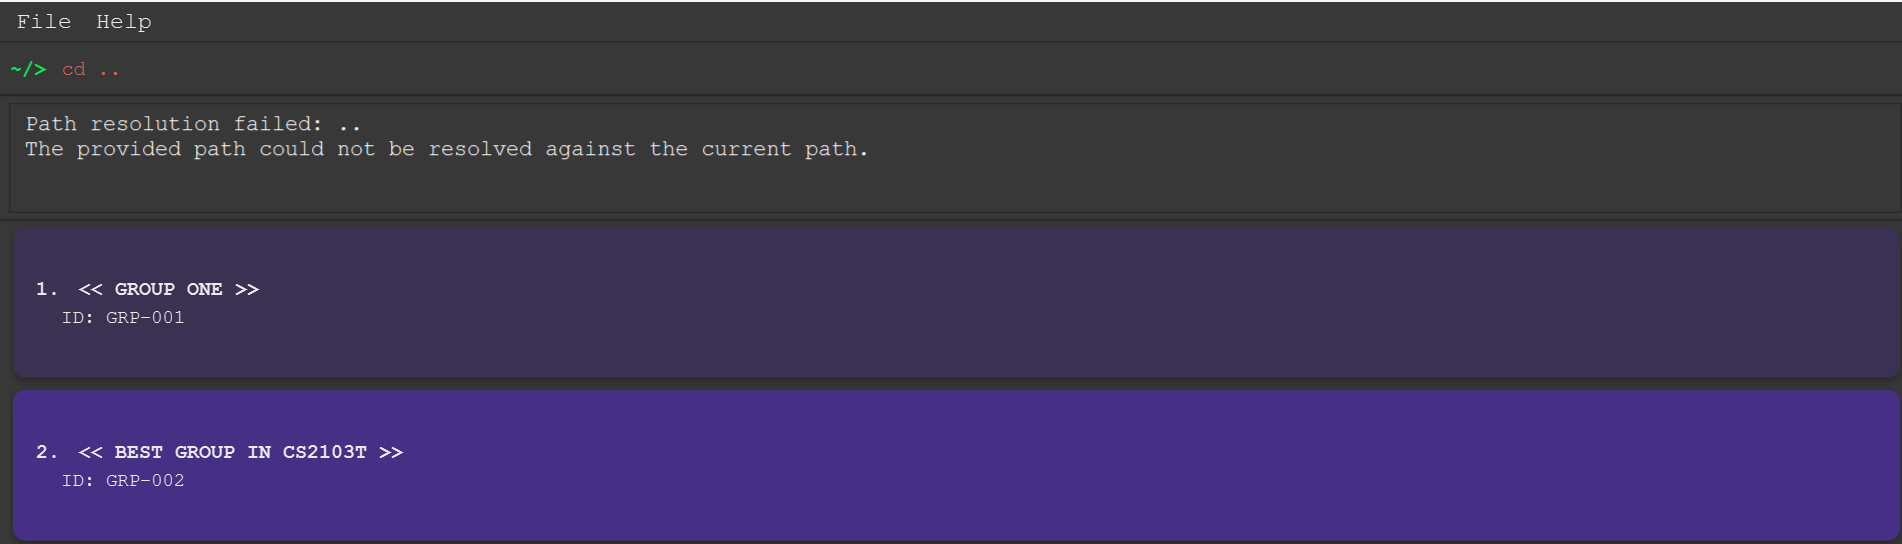 File Help
~/> cd ..
Path resolution failed: ..
The provided path could not be resolved against the current path.
1. << GROUP ONE >>
ID: GRP-001
2. << BEST GROUP IN CS2103T >>
ID: GRP-002